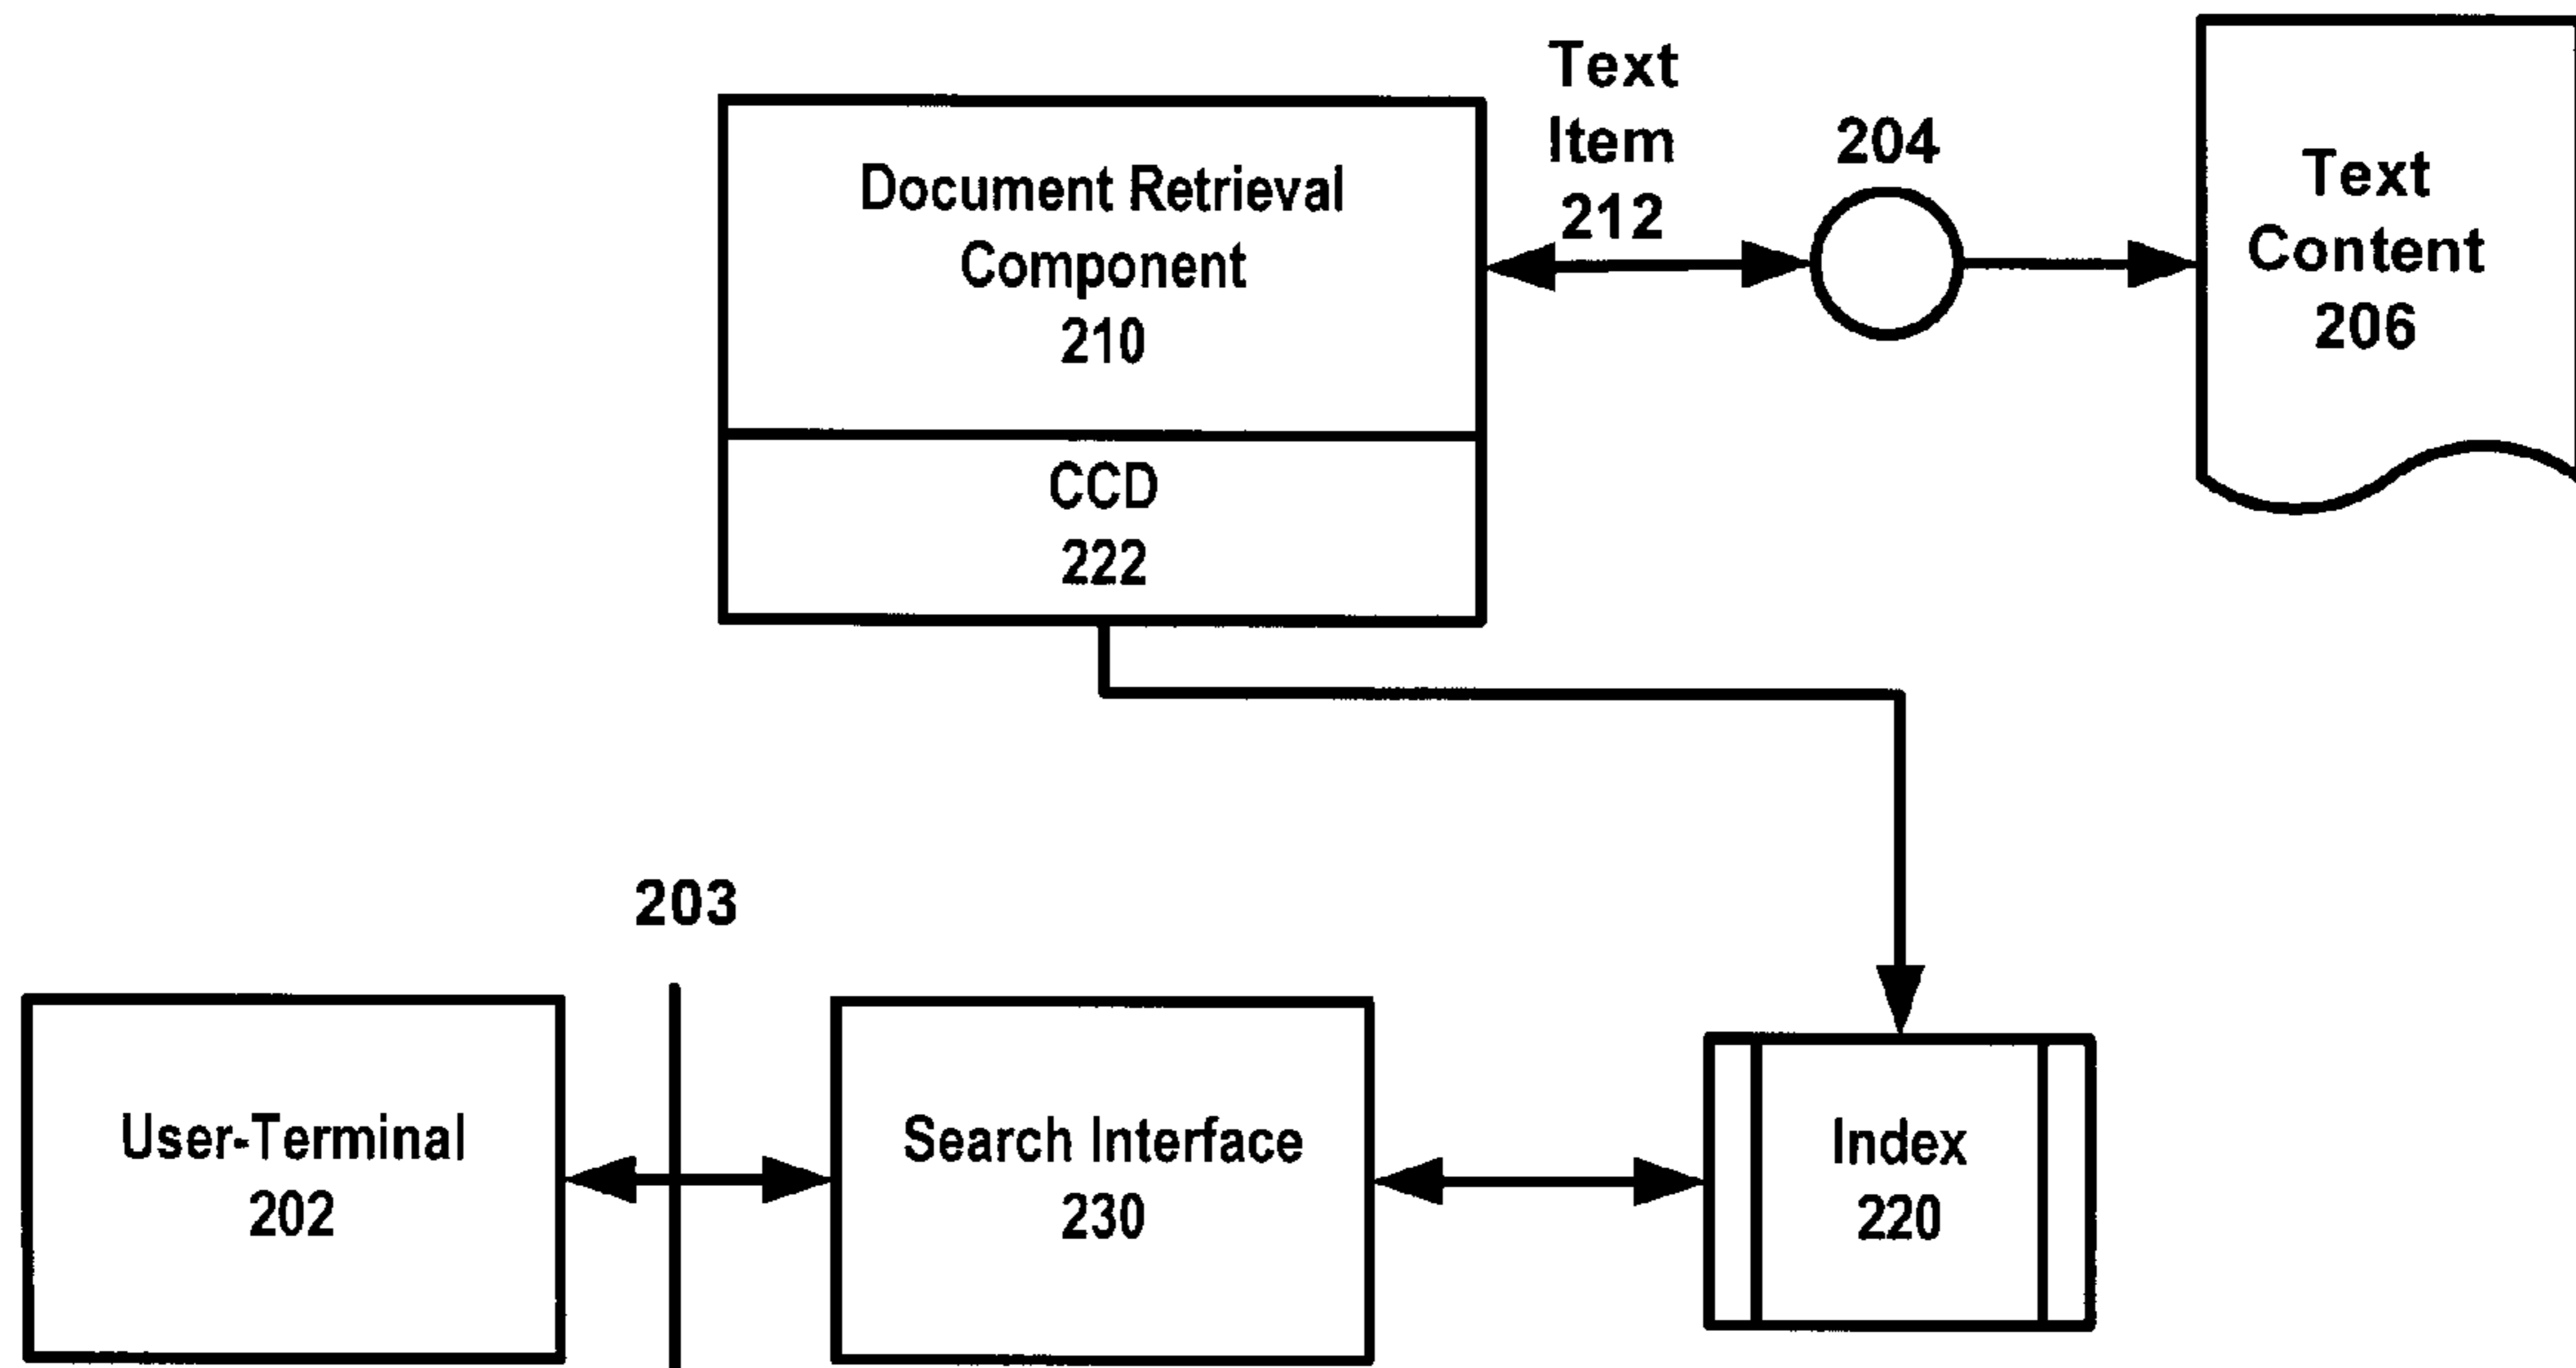 Document Retrieval
Component
210
CCD
222
Text
Item
212
204
Text
Content
206
203
User-Terminal
202
Search Interface
230
Index
220